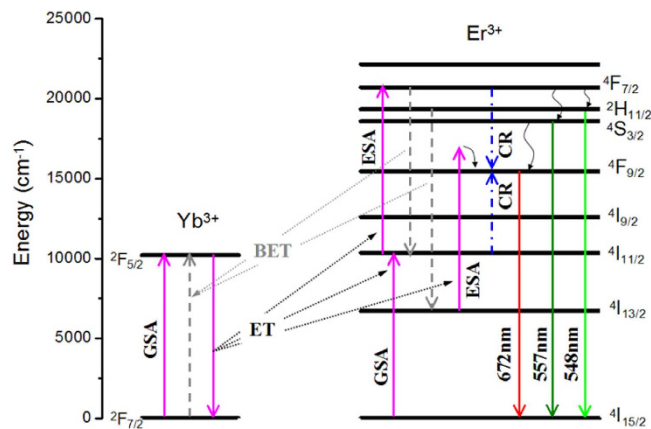 Er³⁺
25000
20000
15000
10000
5000
0
Energy (cm⁻¹)
Yb³⁺
²F₅/₂
²F₇/₂
GSA
BET
ET
ESA
ESA
GSA
CR
CR
672nm
557nm
548nm
⁴F₇/₂
²H₁₁/₂
⁴S₃/₂
⁴F₉/₂
⁴I₉/₂
⁴I₁₁/₂
⁴I₁₃/₂
⁴I₁₅/₂